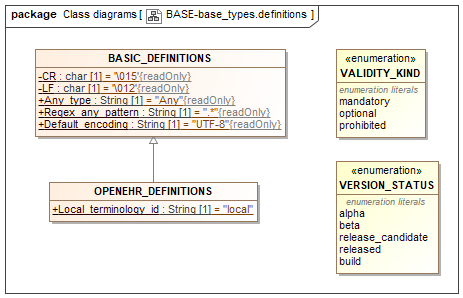 package Class diagrams [ BASE-base_types.definitions ]
BASIC_DEFINITIONS
-CR : char [1] = '\015'{readOnly}
-LF : char [1] = '\012'{readOnly}
+Any_type : String [1] = "Any"{readOnly}
+Regex_any_pattern : String [1] = ".*"{readOnly}
+Default_encoding : String [1] = "UTF-8"{readOnly}
OPENEHR_DEFINITIONS
+Local_terminology_id : String [1] = "local"
«enumeration»
VALIDITY_KIND
enumeration literals
mandatory
optional
prohibited
«enumeration»
VERSION_STATUS
enumeration literals
alpha
beta
release_candidate
released
build